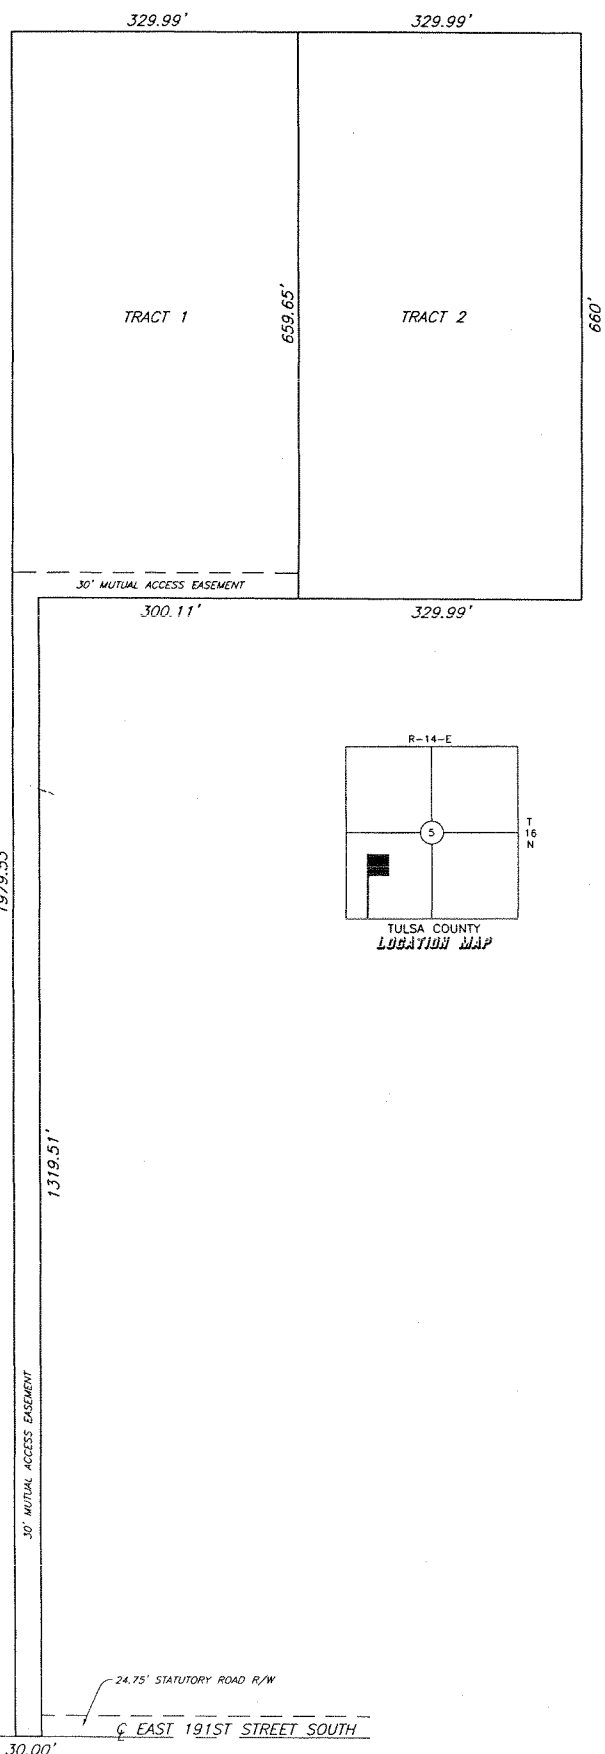 329.99'
329.99'
TRACT 1
659.65'
TRACT 2
660'
30' MUTUAL ACCESS EASEMENT
300.11'
329.99'
R-14-E
5
T
16
N
TULSA COUNTY
LOCATION MAP
1319.51'
30' MUTUAL ACCESS EASEMENT
24.75' STATUTORY ROAD R/W
℄ EAST 191ST STREET SOUTH
30.00'